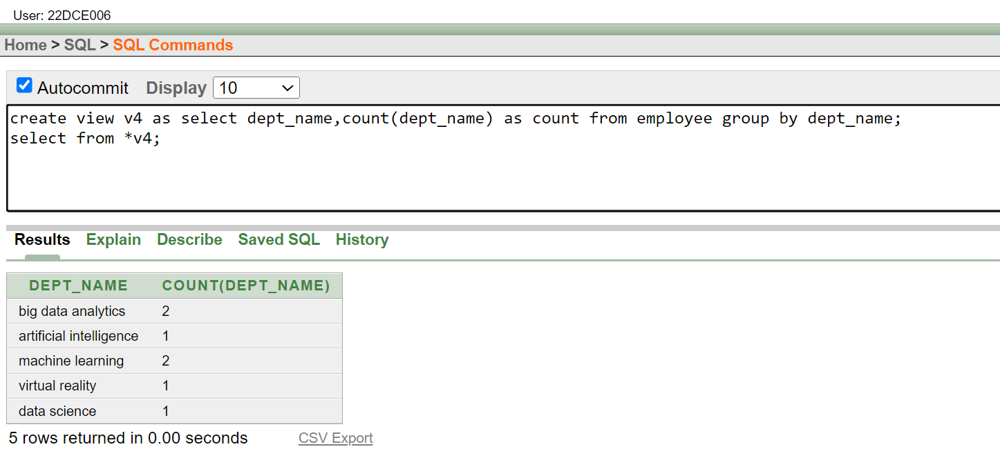 User: 22DCE006
Home > SQL > SQL Commands
Autocommit Display 10
create view v4 as select dept_name,count(dept_name) as count from employee group by dept_name;
select from *v4;
Results Explain Describe Saved SQL History
DEPT_NAME COUNT(DEPT_NAME)
big data analytics 2
artificial intelligence 1
machine learning 2
virtual reality 1
data science 1
5 rows returned in 0.00 seconds CSV Export